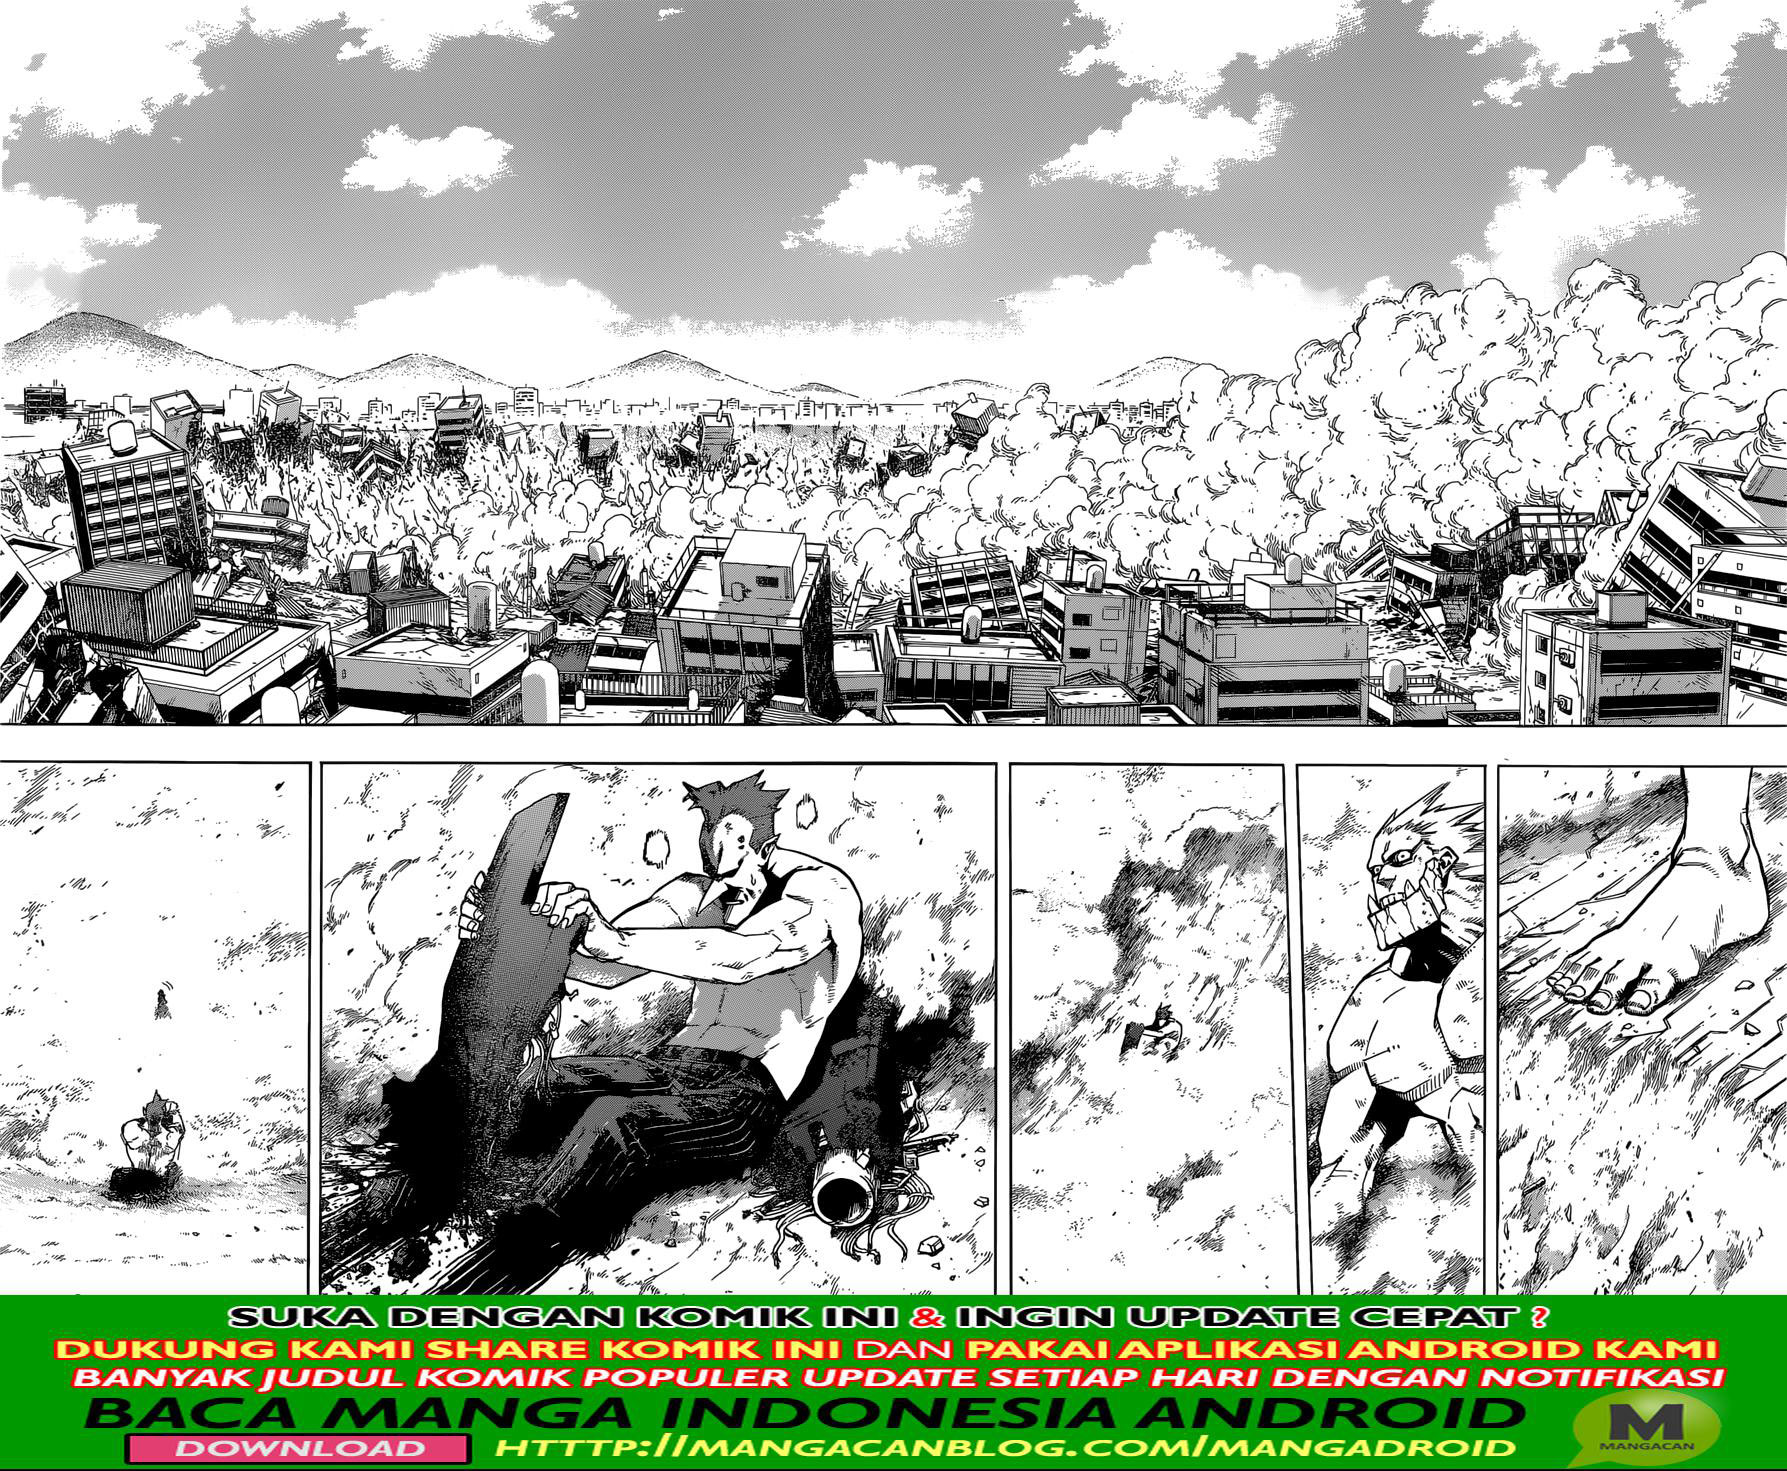 SUKA DENGAN KOMIK INI & INGIN UPDATE CEPAT ?
DUKUNG KAMI SHARE KOMIK INI DAN PAKAI APLIKASI ANDROID KAMI
BANYAK JUDUL KOMIK POPULER UPDATE SETIAP HARI DENGAN NOTIFIKASI
BACA MANGA INDONESIA ANDROID
DOWNLOAD HTTTP://MANGACANBLOG.COM/MANGADROID
M
MANGACAN